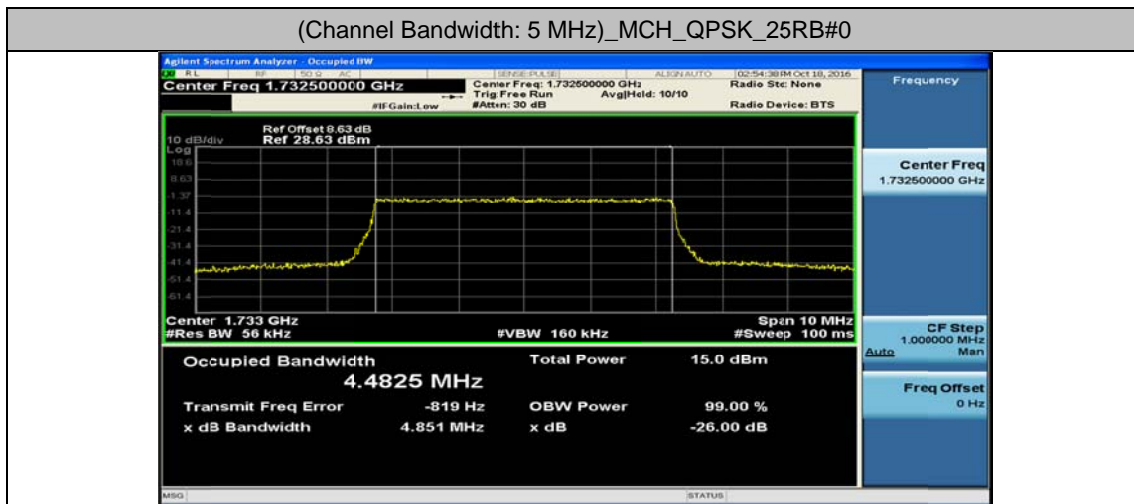 (Channel Bandwidth: 5 MHz)_MCH_QPSK_25RB#0
Agilent Spectrum Analyzer - Occupied BW
RL RF 50 Ω AC SENSE:PULSE ALIGN AUTO 02:54:38 PM Oct 18, 2016
Center Freq 1.732500000 GHz
Center Freq: 1.732500000 GHz
Radio Std: None
Trig: Free Run Avg|Hold: 10/10
#IFGain:Low #Atten: 30 dB Radio Device: BTS
Ref Offset 8.63 dB
10 dB/div Ref 28.63 dBm
Log
18.6
8.63
-1.37
-11.4
-21.4
-31.4
-41.4
-51.4
-61.4
Center 1.733 GHz Span 10 MHz
#Res BW 56 kHz #VBW 160 kHz #Sweep 100 ms
Occupied Bandwidth Total Power 15.0 dBm
4.4825 MHz
Transmit Freq Error -819 Hz OBW Power 99.00 %
x dB Bandwidth 4.851 MHz x dB -26.00 dB
MSG STATUS
Frequency
Center Freq
1.732500000 GHz
CF Step
1.000000 MHz
Auto Man
Freq Offset
0 Hz